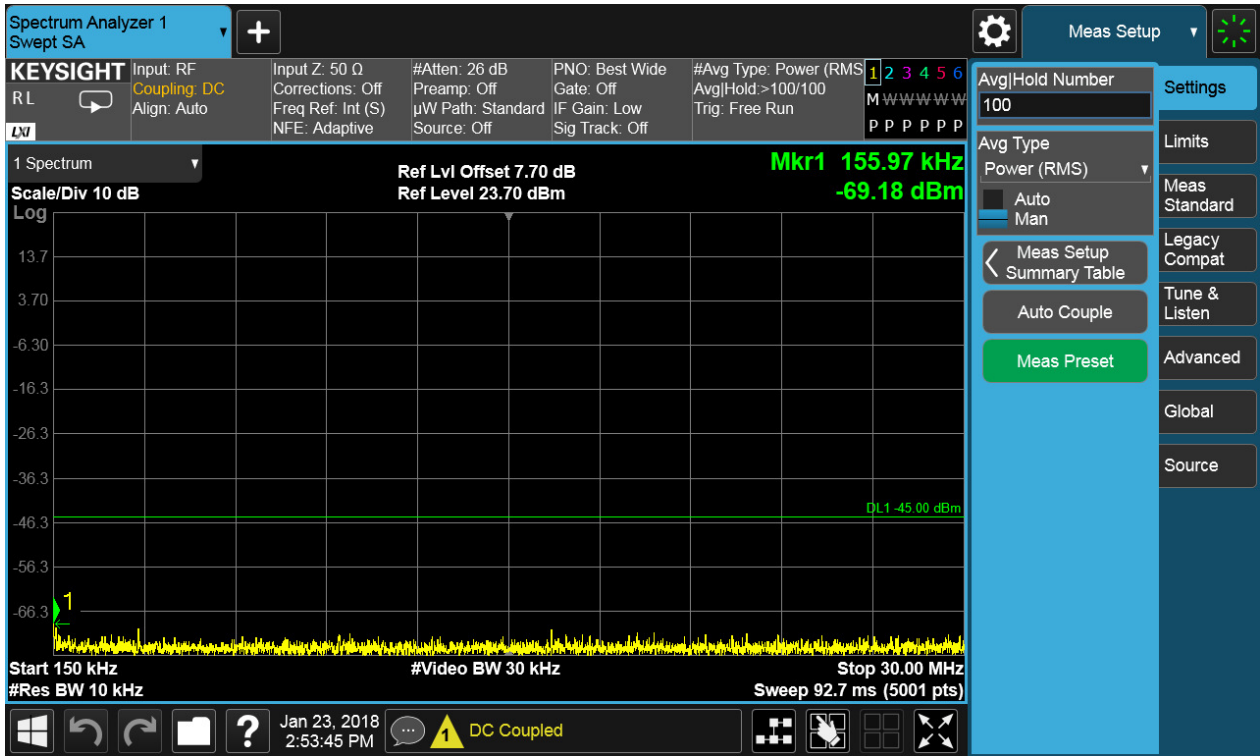 Spectrum Analyzer 1
Swept SA
+
Meas Setup
KEYSIGHT
R L
LXI
Input: RF
Coupling: DC
Align: Auto
Input Z: 50 Ω
Corrections: Off
Freq Ref: Int (S)
NFE: Adaptive
#Atten: 26 dB
Preamp: Off
µW Path: Standard
Source: Off
PNO: Best Wide
Gate: Off
IF Gain: Low
Sig Track: Off
#Avg Type: Power (RMS
Avg|Hold:>100/100
Trig: Free Run
1 2 3 4 5 6
M W W W W W
P P P P P P
1 Spectrum
Scale/Div 10 dB
Ref Lvl Offset 7.70 dB
Ref Level 23.70 dBm
Mkr1 155.97 kHz
-69.18 dBm
Log
13.7
3.70
-6.30
-16.3
-26.3
-36.3
-46.3
-56.3
-66.3
DL1 -45.00 dBm
1
Start 150 kHz
#Video BW 30 kHz
Stop 30.00 MHz
#Res BW 10 kHz
Sweep 92.7 ms (5001 pts)
Avg|Hold Number
100
Avg Type
Power (RMS)
Auto
Man
Meas Setup
Summary Table
Auto Couple
Meas Preset
Settings
Limits
Meas
Standard
Legacy
Compat
Tune &
Listen
Advanced
Global
Source
?
Jan 23, 2018
2:53:45 PM
1
DC Coupled